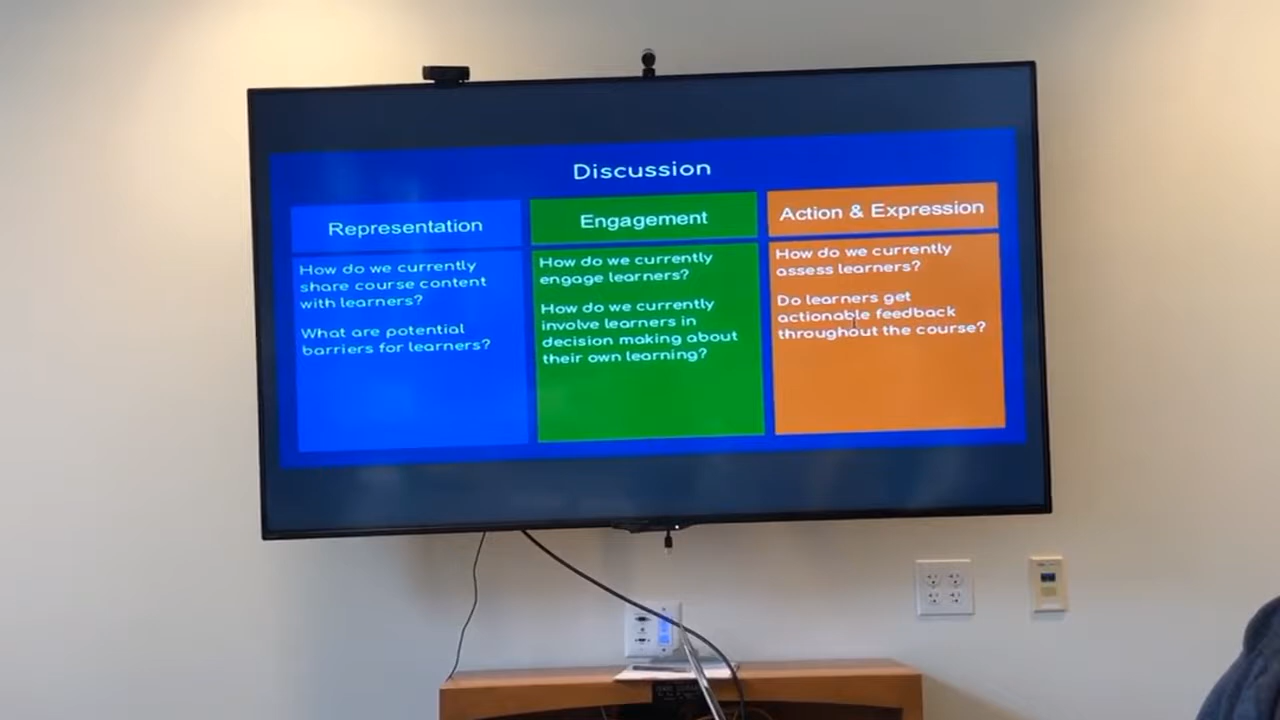 Discussion
Representation
How do we currently
share course content
with learners?
What are potential
barriers for learners?
Engagement
How do we currently
engage learners?
How do we currently
involve learners in
decision making about
their own learning?
Action & Expression
How do we currently
assess learners?
Do learners get
actionable feedback
throughout the course?